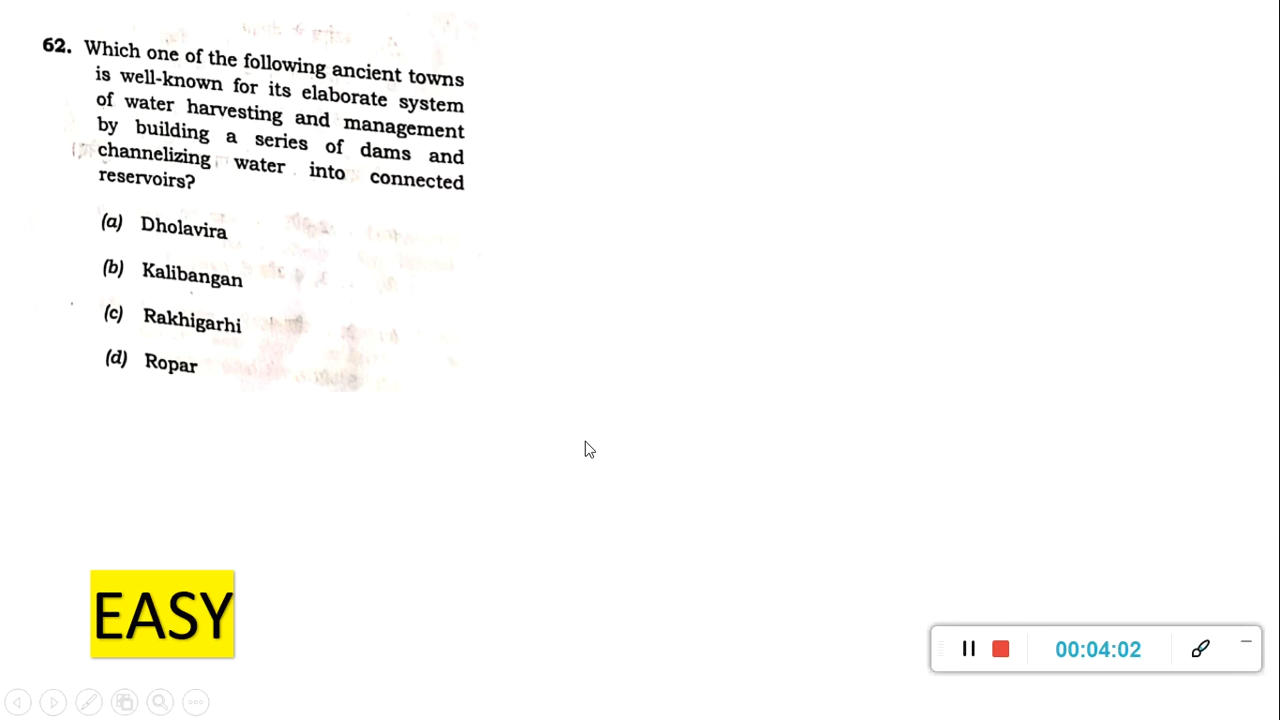 62. Which one of the following ancient towns
is well-known for its elaborate system
of water harvesting and management
by building a series of dams and
channelizing water into connected
reservoirs?
(a) Dholavira
(b) Kalibangan
(c) Rakhigarhi
(d) Ropar
EASY
00:04:02